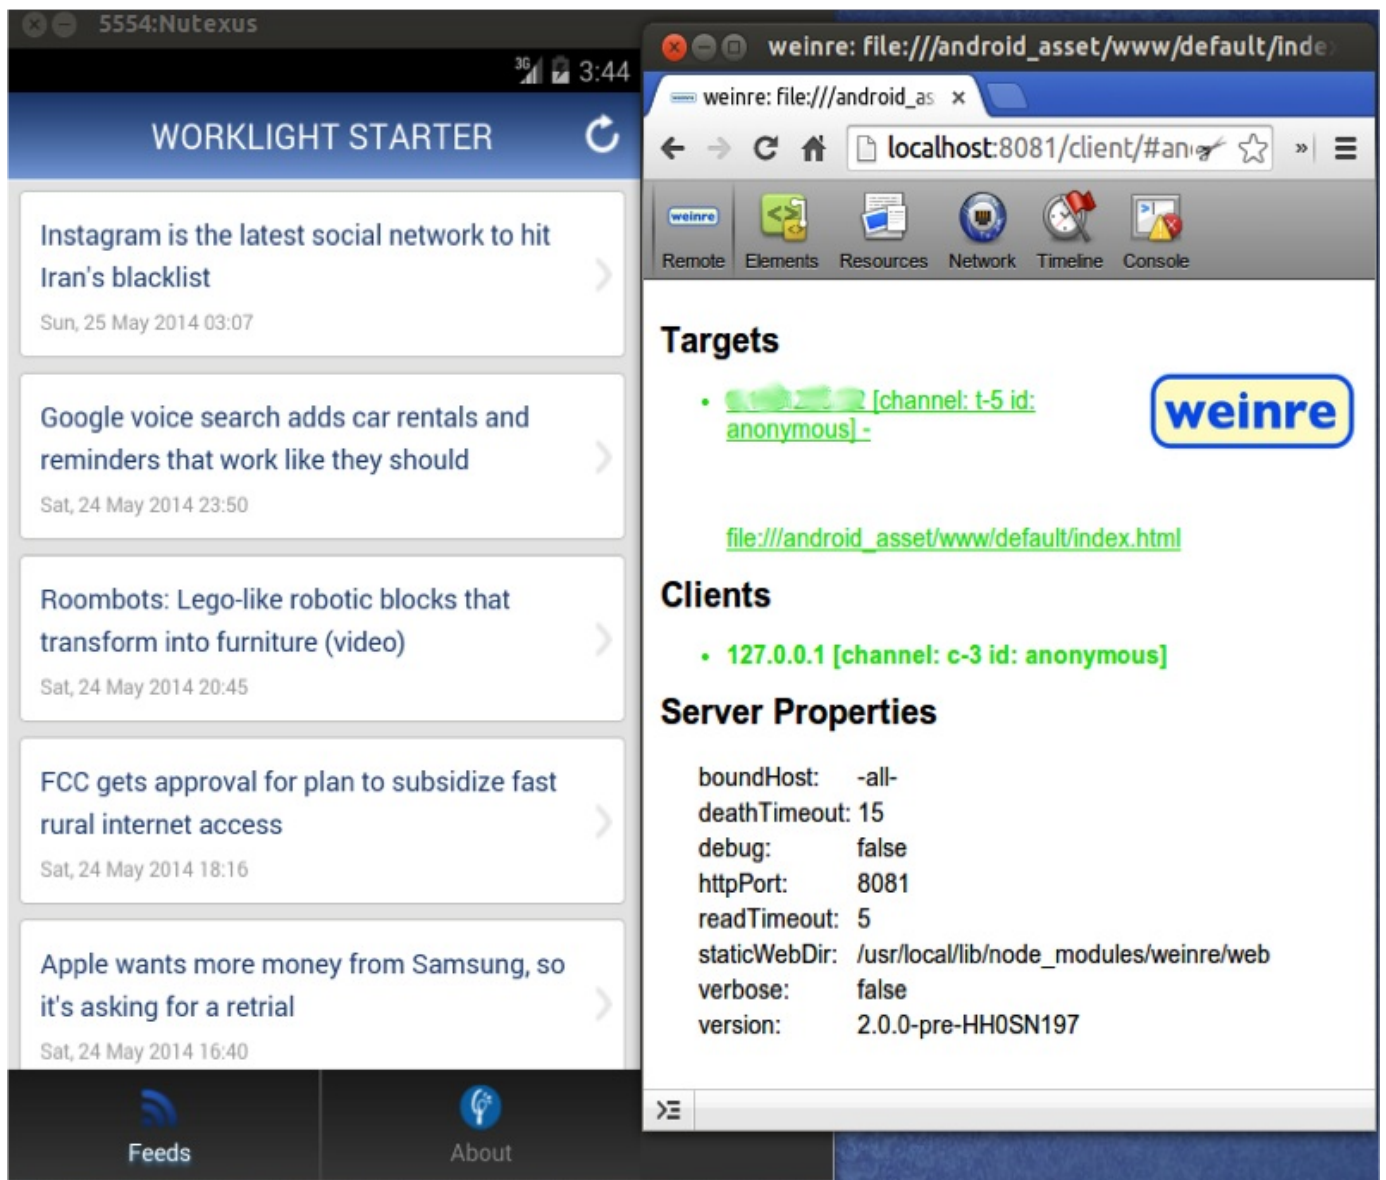 5554:Nutexus
3G 3:44
WORKLIGHT STARTER
Instagram is the latest social network to hit
Iran's blacklist
Sun, 25 May 2014 03:07
Google voice search adds car rentals and
reminders that work like they should
Sat, 24 May 2014 23:50
Roombots: Lego-like robotic blocks that
transform into furniture (video)
Sat, 24 May 2014 20:45
FCC gets approval for plan to subsidize fast
rural internet access
Sat, 24 May 2014 18:16
Apple wants more money from Samsung, so
it's asking for a retrial
Sat, 24 May 2014 16:40
Feeds About
weinre: file:///android_asset/www/default/inde
weinre: file:///android_as
localhost:8081/client/#an
weinre
Remote Elements Resources Network Timeline Console
Targets
[channel: t-5 id:
anonymous] -
weinre
file:///android_asset/www/default/index.html
Clients
127.0.0.1 [channel: c-3 id: anonymous]
Server Properties
boundHost: -all-
deathTimeout: 15
debug: false
httpPort: 8081
readTimeout: 5
staticWebDir: /usr/local/lib/node_modules/weinre/web
verbose: false
version: 2.0.0-pre-HH0SN197